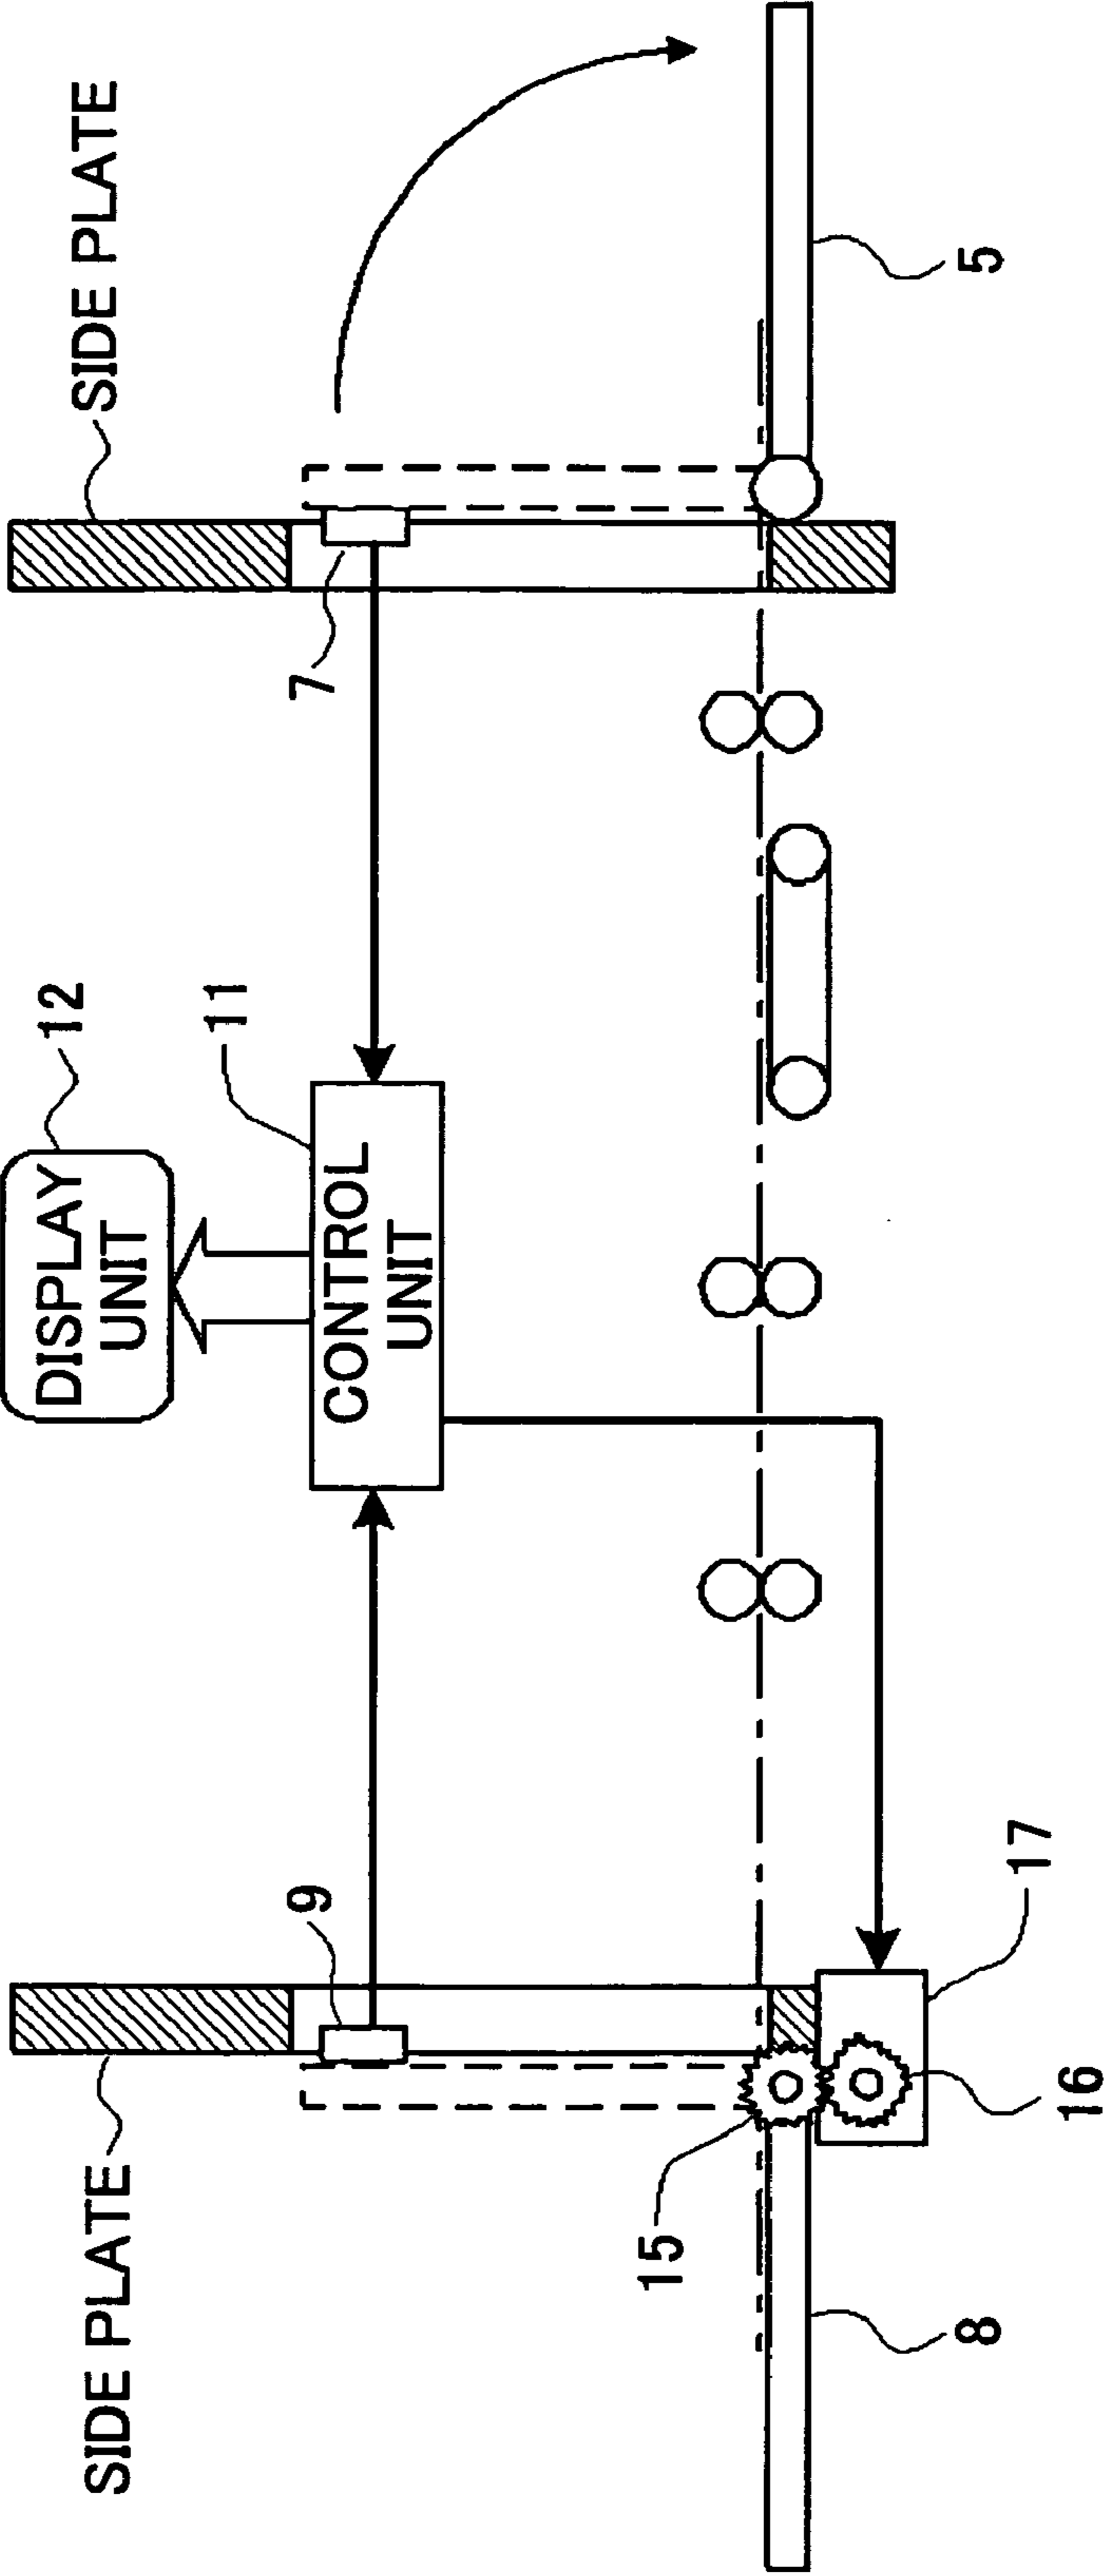 SIDE PLATE
SIDE PLATE
DISPLAY
UNIT
12
11
CONTROL
UNIT
9
7
15
17
8
16
5